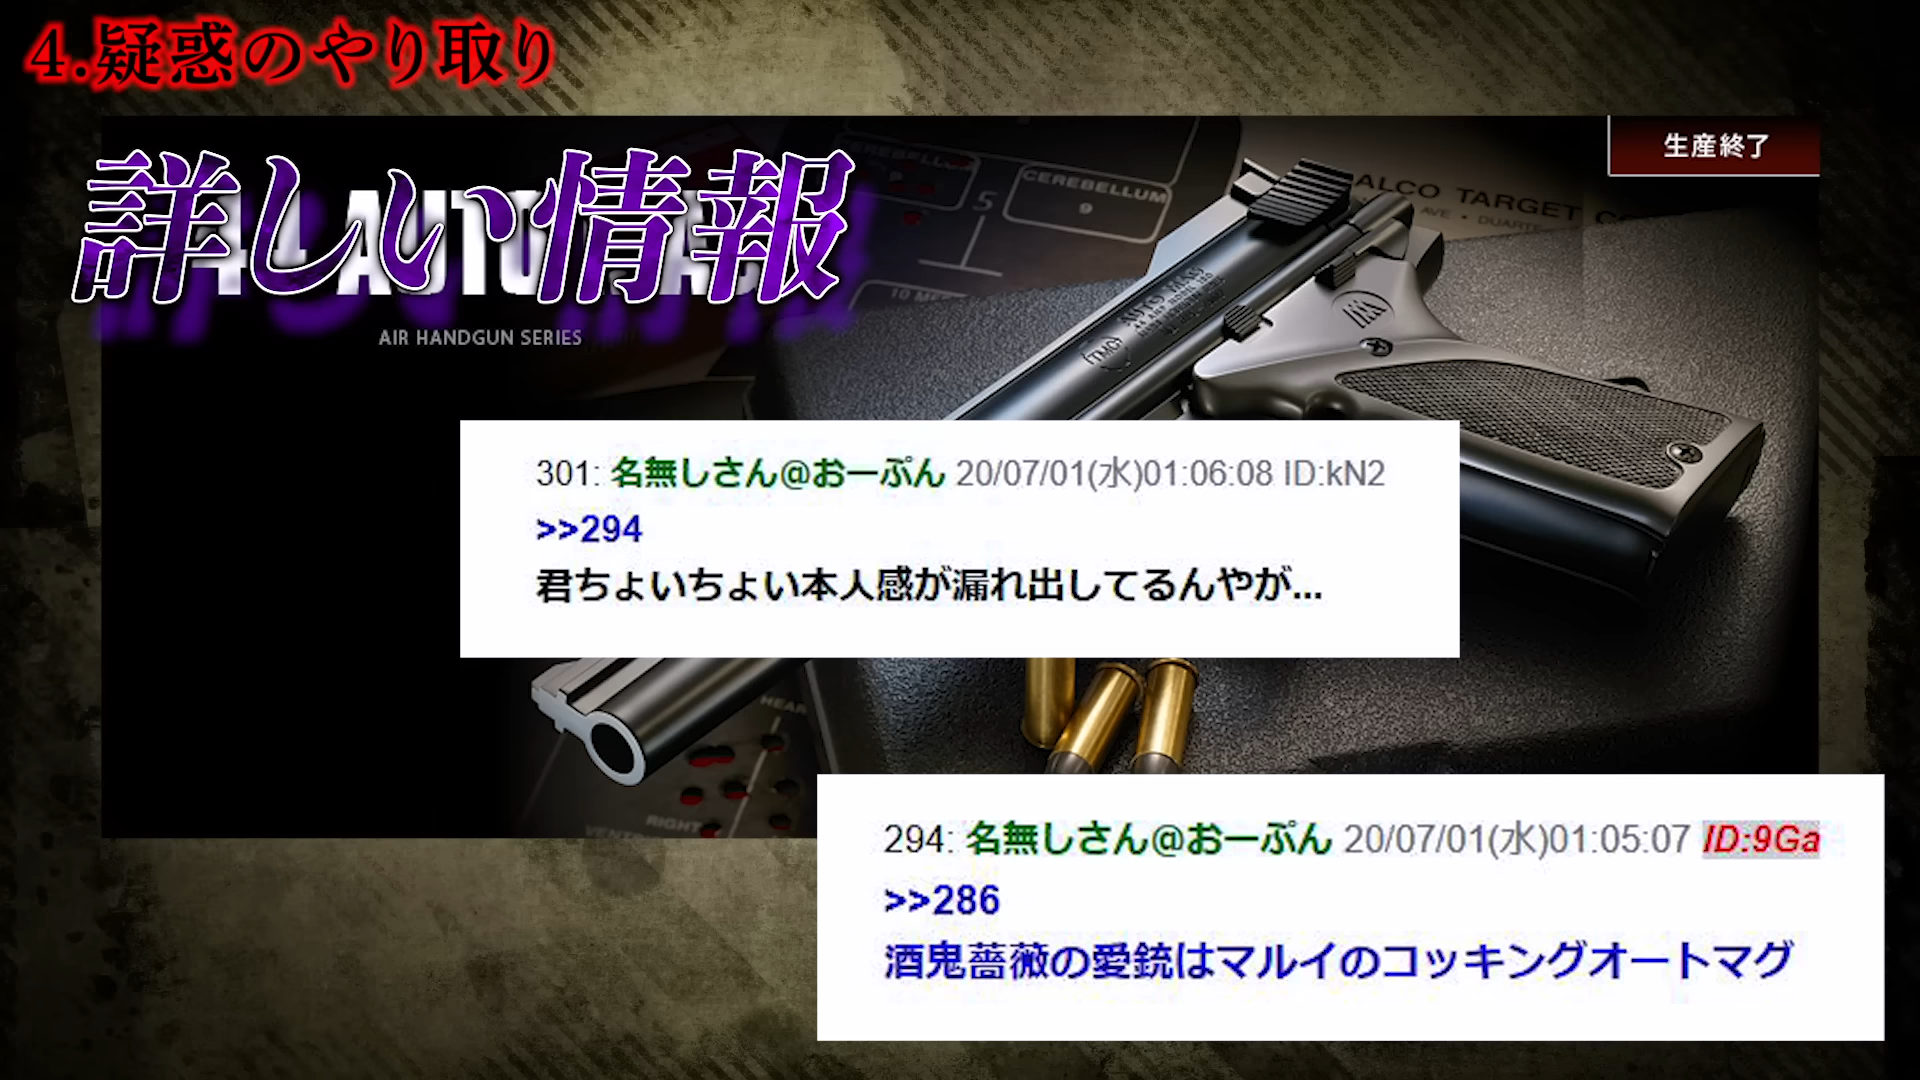 4.疑惑のやり取り
生産終了
詳しい情報
AUTO
AIR HANDGUN SERIES
CEREBELLUM
9
5
ALCO TARGET
301: 名無しさん@おーぷん 20/07/01(水)01:06:08 ID:kN2
>>294
君ちょいちょい本人感が漏れ出してるんやが...
294: 名無しさん@おーぷん 20/07/01(水)01:05:07 ID:9Ga
>>286
酒鬼薔薇の愛銃はマルイのコッキングオートマグ